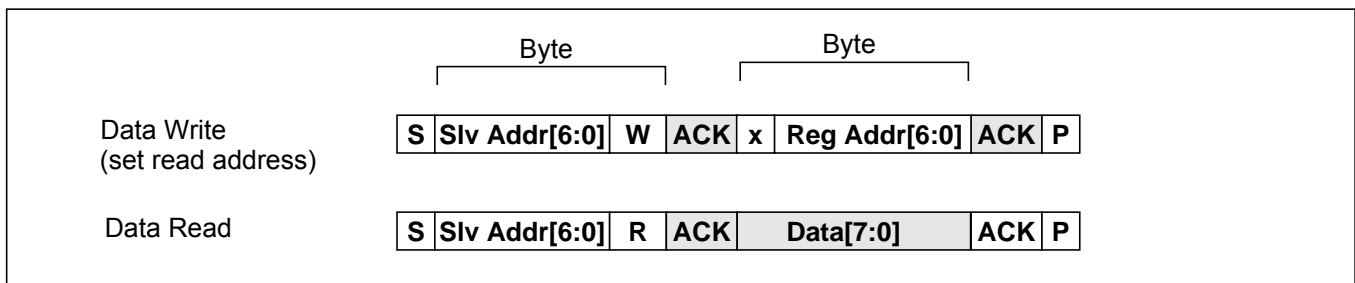 Byte Byte
Data Write S Slv Addr[6:0] W ACK x Reg Addr[6:0] ACK P
(set read address)
Data Read S Slv Addr[6:0] R ACK Data[7:0] ACK P